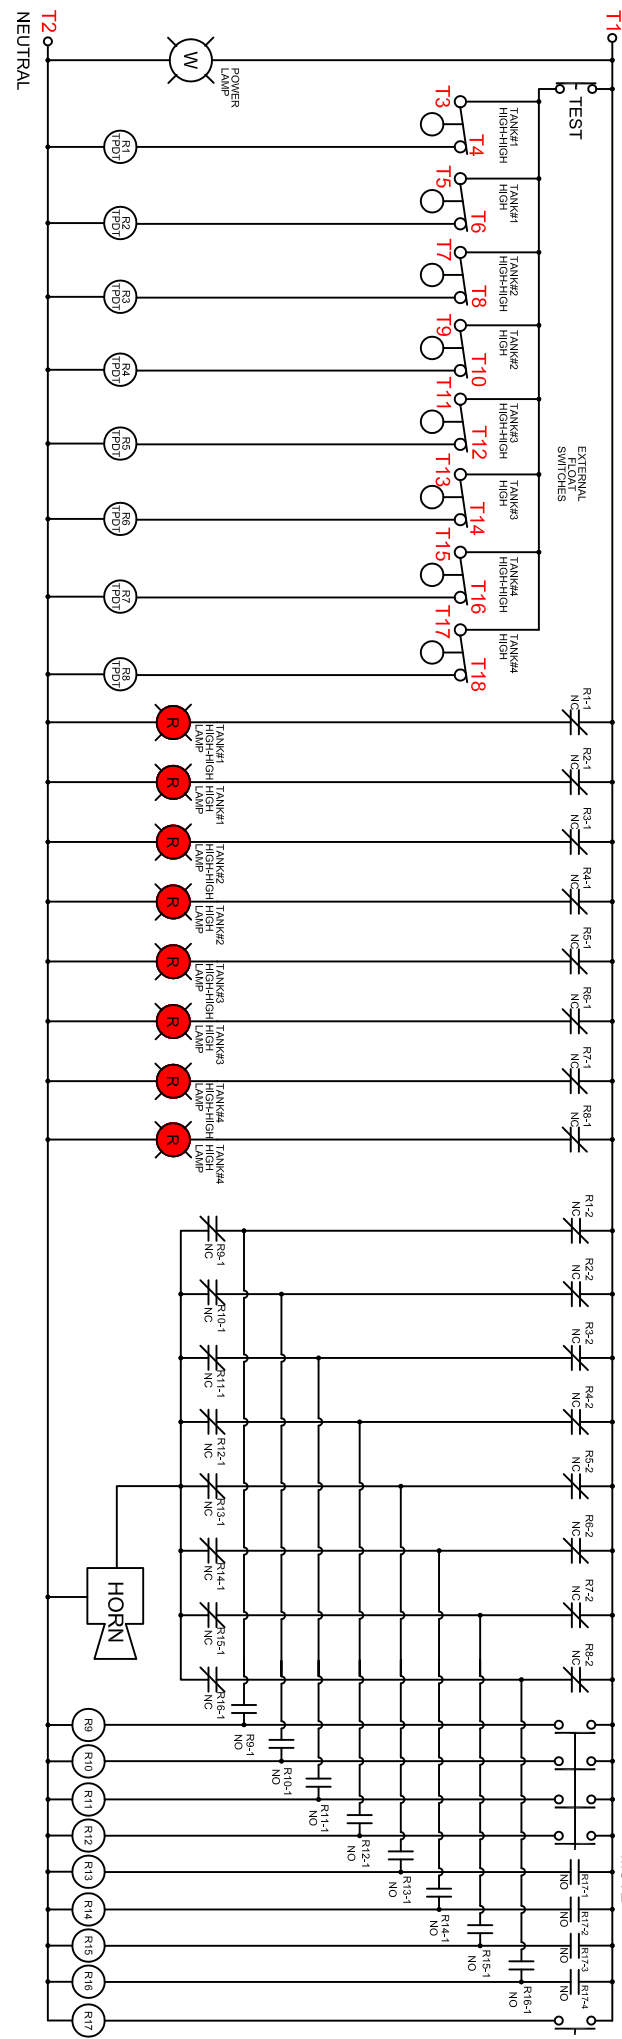 T1
T2
NEUTRAL
W
POWER
LAMP
TEST
T3
T4
TANK#1
HIGH-HIGH
R1
TPDT
T5
T6
TANK#1
HIGH
R2
TPDT
T7
T8
TANK#2
HIGH-HIGH
R3
TPDT
T9
T10
TANK#2
HIGH
R4
TPDT
T11
T12
TANK#3
HIGH-HIGH
R5
TPDT
EXTERNAL
FLOAT
SWITCHES
T13
T14
TANK#3
HIGH
R6
TPDT
T15
T16
TANK#4
HIGH-HIGH
R7
TPDT
T17
T18
TANK#4
HIGH
R8
TPDT
R1-1
NC
R
TANK#1
HIGH-HIGH
LAMP
R2-1
NC
R
TANK#1
HIGH
LAMP
R3-1
NC
R
TANK#2
HIGH-HIGH
LAMP
R4-1
NC
R
TANK#2
HIGH
LAMP
R5-1
NC
R
TANK#3
HIGH-HIGH
LAMP
R6-1
NC
R
TANK#3
HIGH
LAMP
R7-1
NC
R
TANK#4
HIGH-HIGH
LAMP
R8-1
NC
R
TANK#4
HIGH
LAMP
R1-2
NC
R9-1
NC
R2-2
NC
R10-1
NC
R3-2
NC
R11-1
NC
R4-2
NC
R12-1
NC
R5-2
NC
R13-1
NC
R6-2
NC
R14-1
NC
R7-2
NC
R15-1
NC
R8-2
NC
R16-1
NC
HORN
R9
R9-1
NO
R10
R10-1
NO
R11
R11-1
NO
R12
R12-1
NO
R13
R13-1
NO
R17-1
NO
R14
R14-1
NO
R17-2
NO
R15
R15-1
NO
R17-3
NO
R16
R16-1
NO
R17-4
NO
R17